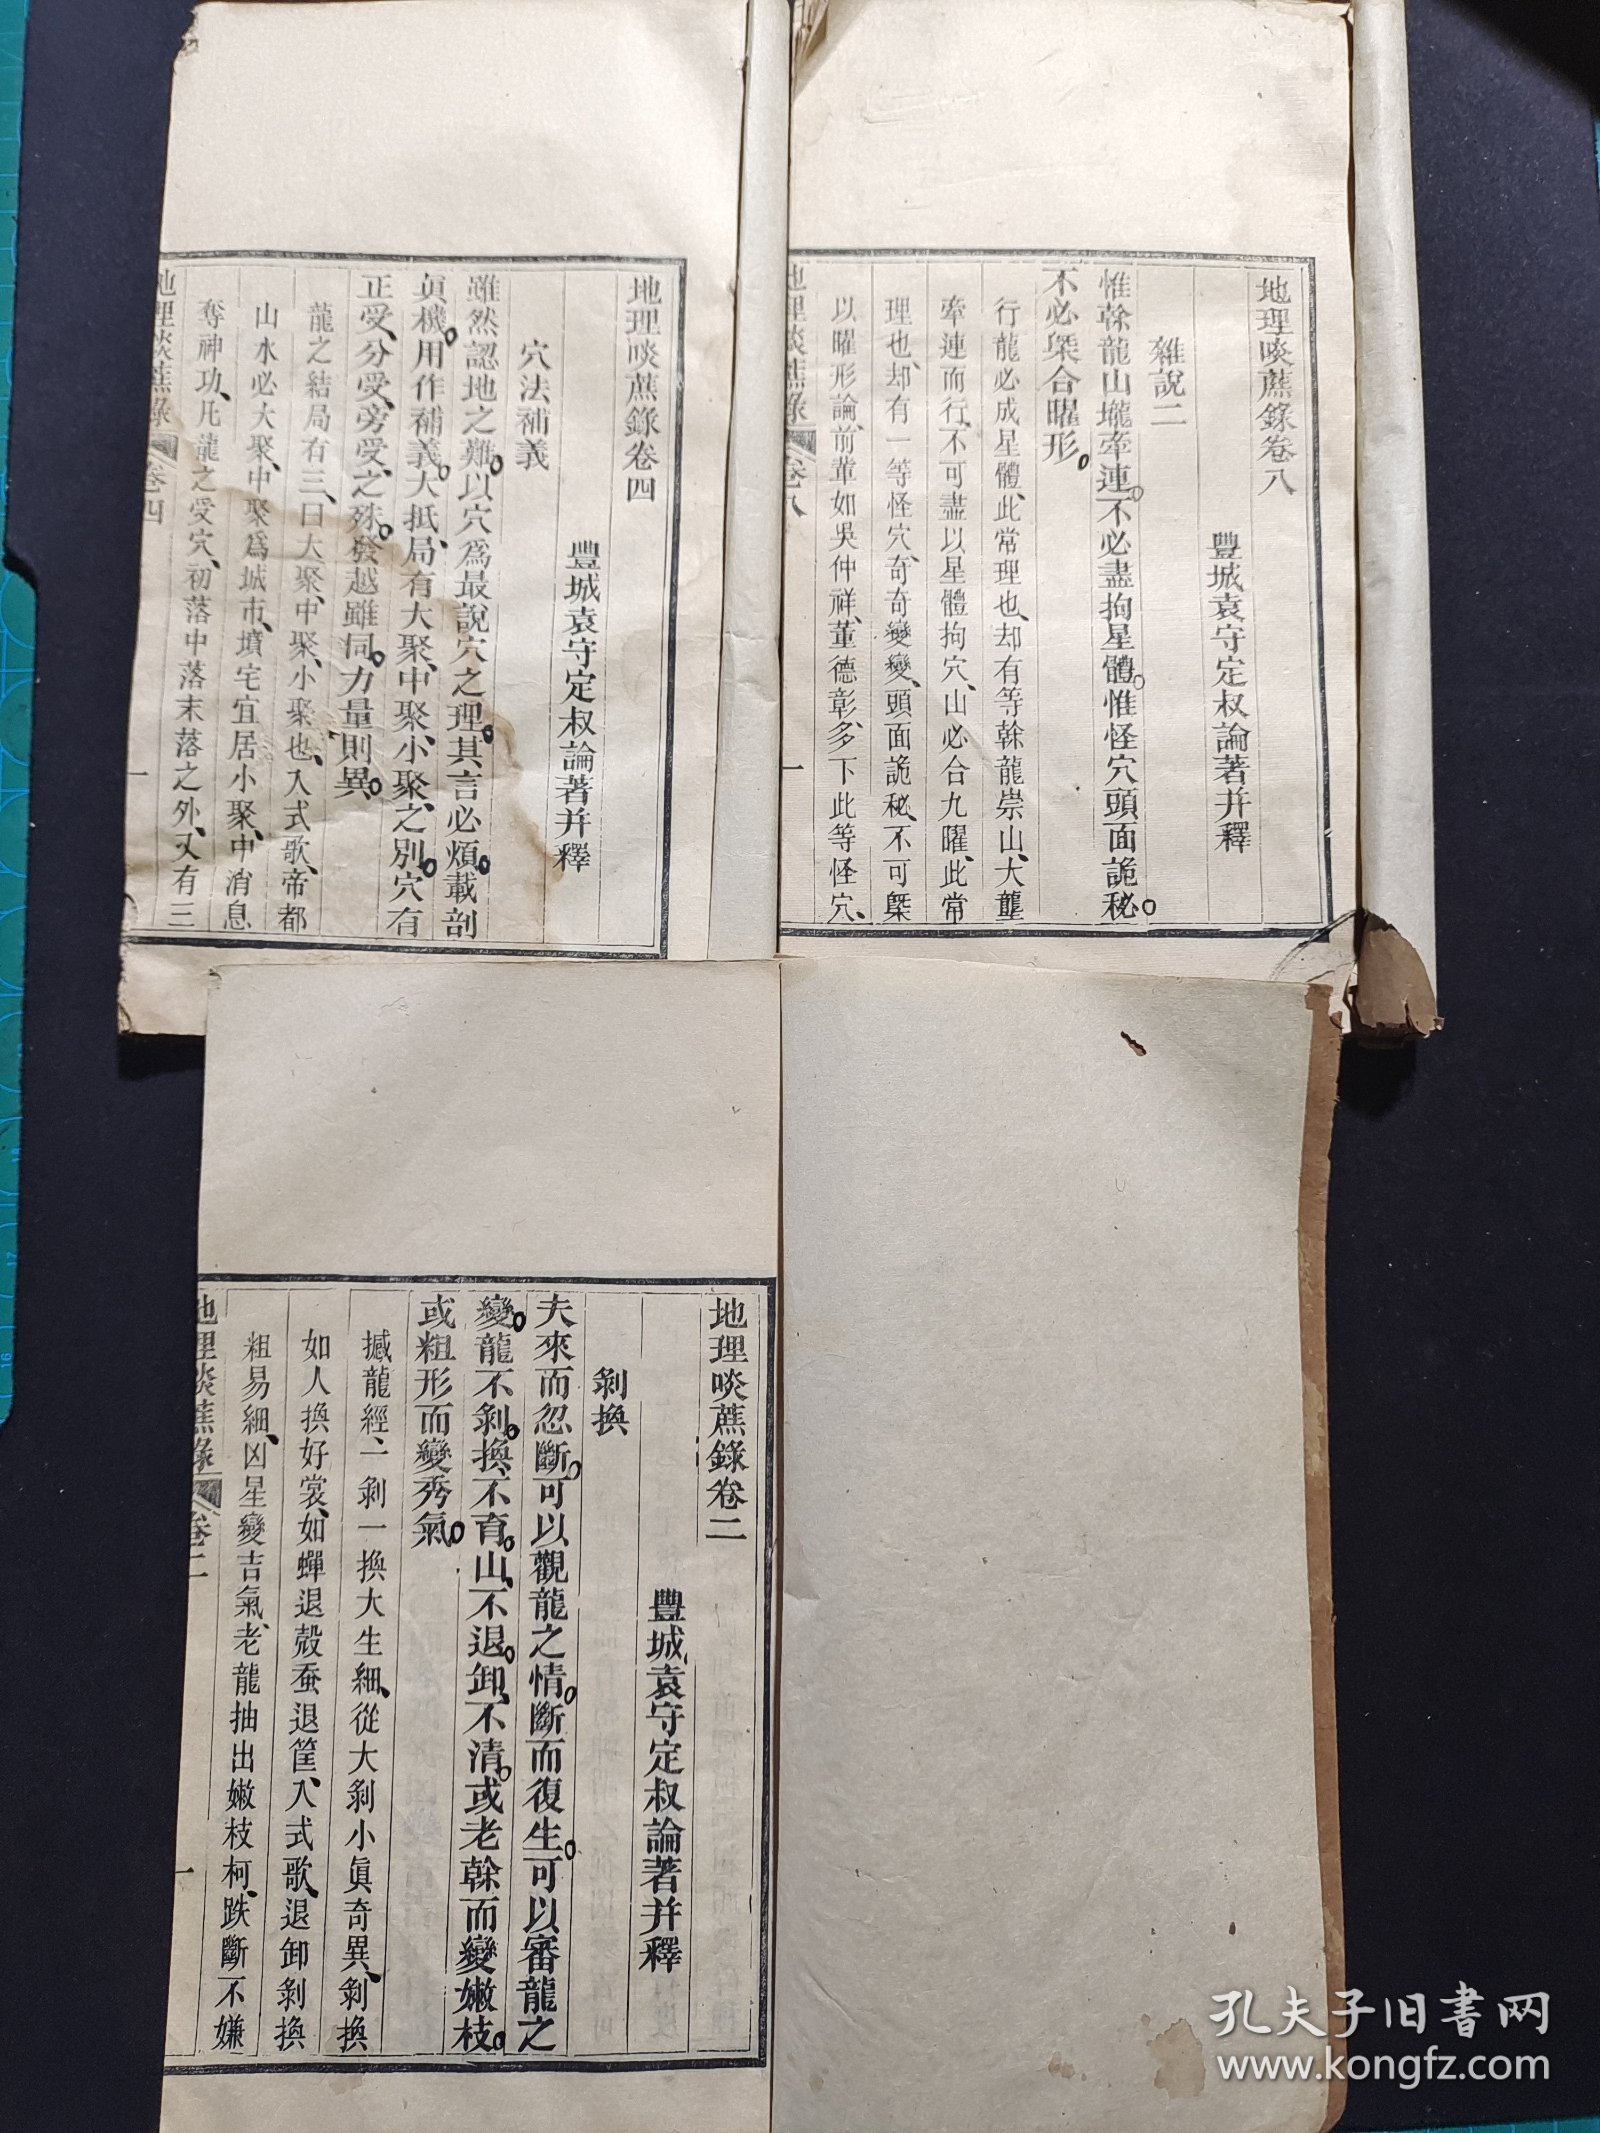 地理啖蔗錄卷八
豐城袁守定叔論著并釋
雜說二
惟榦龍山壠牽連不必盡拘星體惟怪穴頭面詭秘
不必槩合曜形
行龍必成星體此常理也却有等榦龍崇山大壟
牽連而行不可盡以星體拘穴山必合九曜此常
理也却有一等怪穴奇奇變變頭面詭秘不可槩
以曜形論前輩如吳仲祥董德彰多下此等怪穴
地理啖蔗錄 卷八 一
地理啖蔗錄卷四
豐城袁守定叔論著并釋
穴法補義
雖然認地之難以穴爲最說穴之理其言必煩載剖
眞機用作補義大抵局有大聚中聚小聚之別穴有
正受分受旁受之殊發越雖同力量則異
龍之結局有三曰大聚中聚小聚也入式歌帝都
山水必大聚中聚爲城市墳宅宜居小聚中消息
奪神功凡龍之受穴初落中落末落之外又有三
地理啖蔗錄 卷四 一
地理啖蔗錄卷二
豐城袁守定叔論著并釋
剝換
夫來而忽斷可以觀龍之情斷而復生可以審龍之
變龍不剝換不育山不退卸不清或老榦而變嫩枝
或粗形而變秀氣
撼龍經一剝一換大生細從大剝小眞奇異剝換
如人換好裳如蟬退殼蚕退筐入式歌退卸剝換
粗易細凶星變吉氣老龍抽出嫩枝柯跌斷不嫌
地理啖蔗錄 卷二 一
孔夫子旧書网
www.kongfz.com